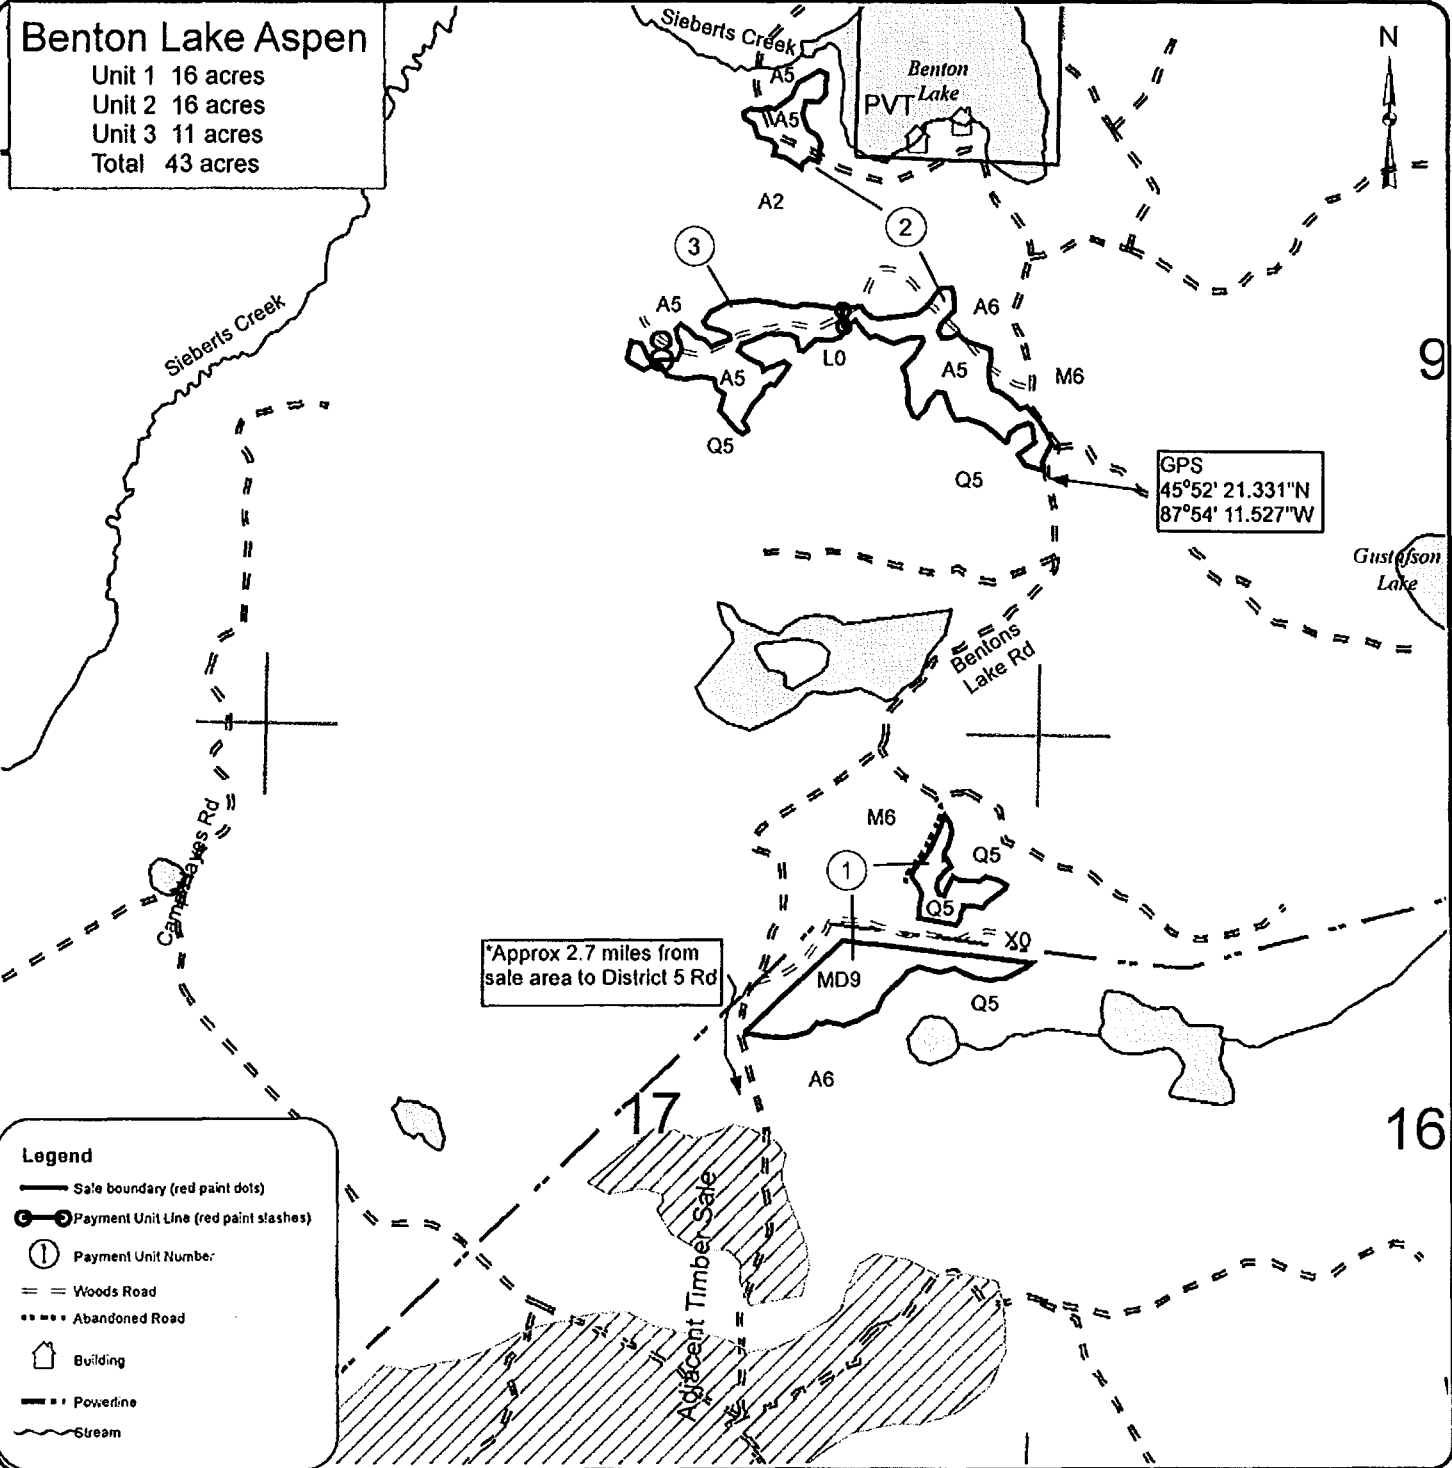 Benton Lake Aspen
Unit 1 16 acres
Unit 2 16 acres
Unit 3 11 acres
Total 43 acres
Sieberts Creek
A5
Benton
Lake
PVT
A5
N
A2
2
3
A5
A6
Sieberts Creek
L0
A5
A5
M6
9
Q5
Q5
GPS
45°52' 21.331"N
87°54' 11.527"W
Gustafson
Lake
Bentons
Lake Rd
M6
Q5
1
Camp Hayes Rd
Q5
X0
*Approx 2.7 miles from
sale area to District 5 Rd
MD9
Q5
A6
17
16
Adjacent Timber Sale
Legend
Sale boundary (red paint dots)
Payment Unit Line (red paint slashes)
1 Payment Unit Number
Woods Road
Abandoned Road
Building
Powerline
Stream